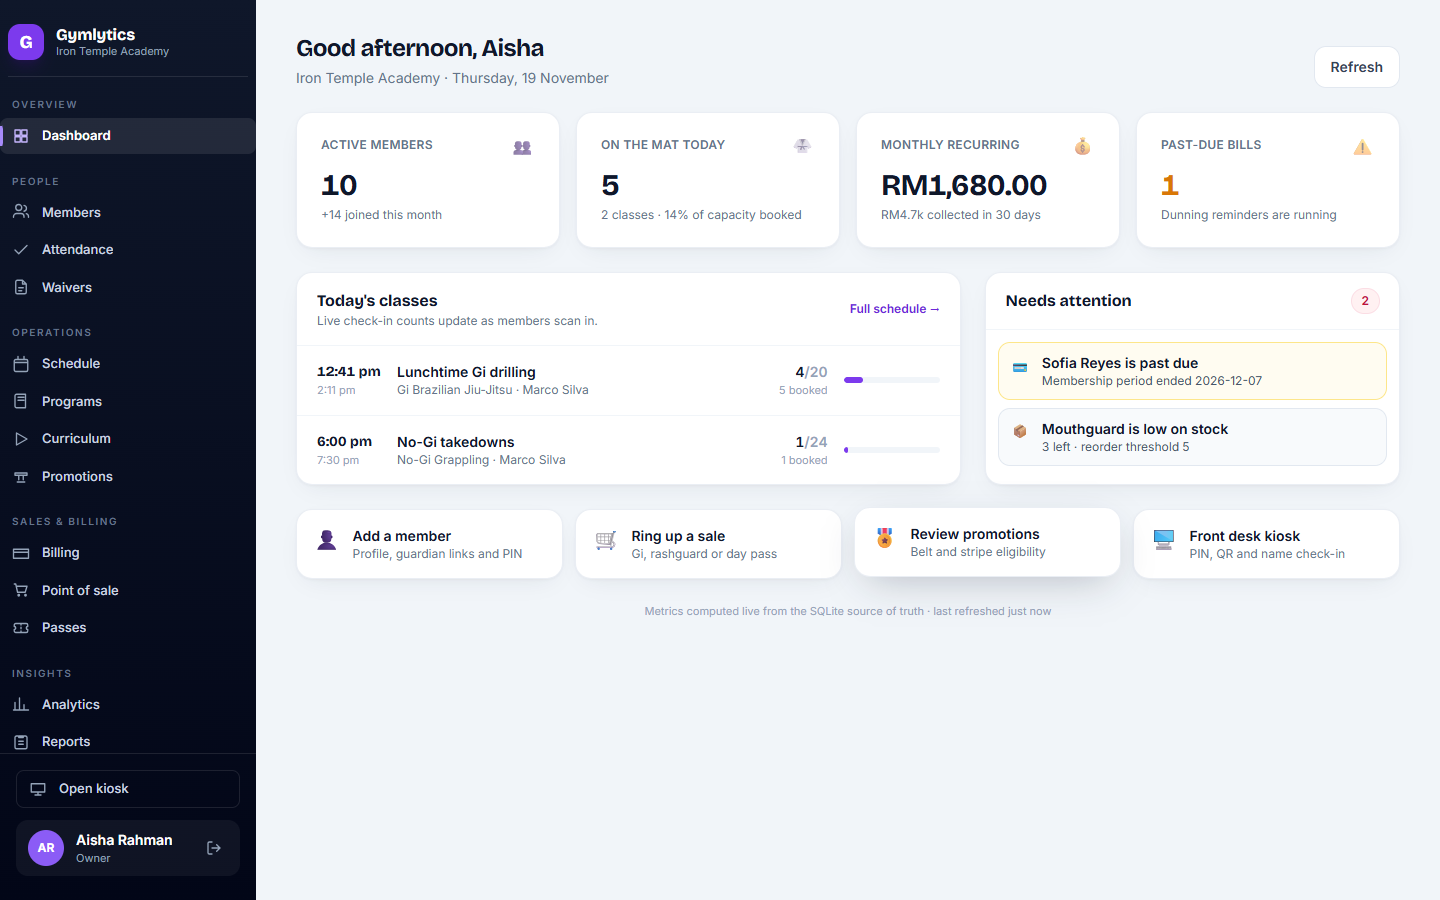 G
Gymlytics
Iron Temple Academy
OVERVIEW
Dashboard
PEOPLE
Members
Attendance
Waivers
OPERATIONS
Schedule
Programs
Curriculum
Promotions
SALES & BILLING
Billing
Point of sale
Passes
INSIGHTS
Analytics
Reports
Open kiosk
AR
Aisha Rahman
Owner
Good afternoon, Aisha
Iron Temple Academy · Thursday, 19 November
Refresh
ACTIVE MEMBERS
10
+14 joined this month
ON THE MAT TODAY
5
2 classes · 14% of capacity booked
MONTHLY RECURRING
RM1,680.00
RM4.7k collected in 30 days
PAST-DUE BILLS
1
Dunning reminders are running
Today's classes
Live check-in counts update as members scan in.
Full schedule →
12:41 pm
2:11 pm
Lunchtime Gi drilling
Gi Brazilian Jiu-Jitsu · Marco Silva
4/20
5 booked
6:00 pm
7:30 pm
No-Gi takedowns
No-Gi Grappling · Marco Silva
1/24
1 booked
Needs attention
2
Sofia Reyes is past due
Membership period ended 2026-12-07
Mouthguard is low on stock
3 left · reorder threshold 5
Add a member
Profile, guardian links and PIN
Ring up a sale
Gi, rashguard or day pass
Review promotions
Belt and stripe eligibility
Front desk kiosk
PIN, QR and name check-in
Metrics computed live from the SQLite source of truth · last refreshed just now